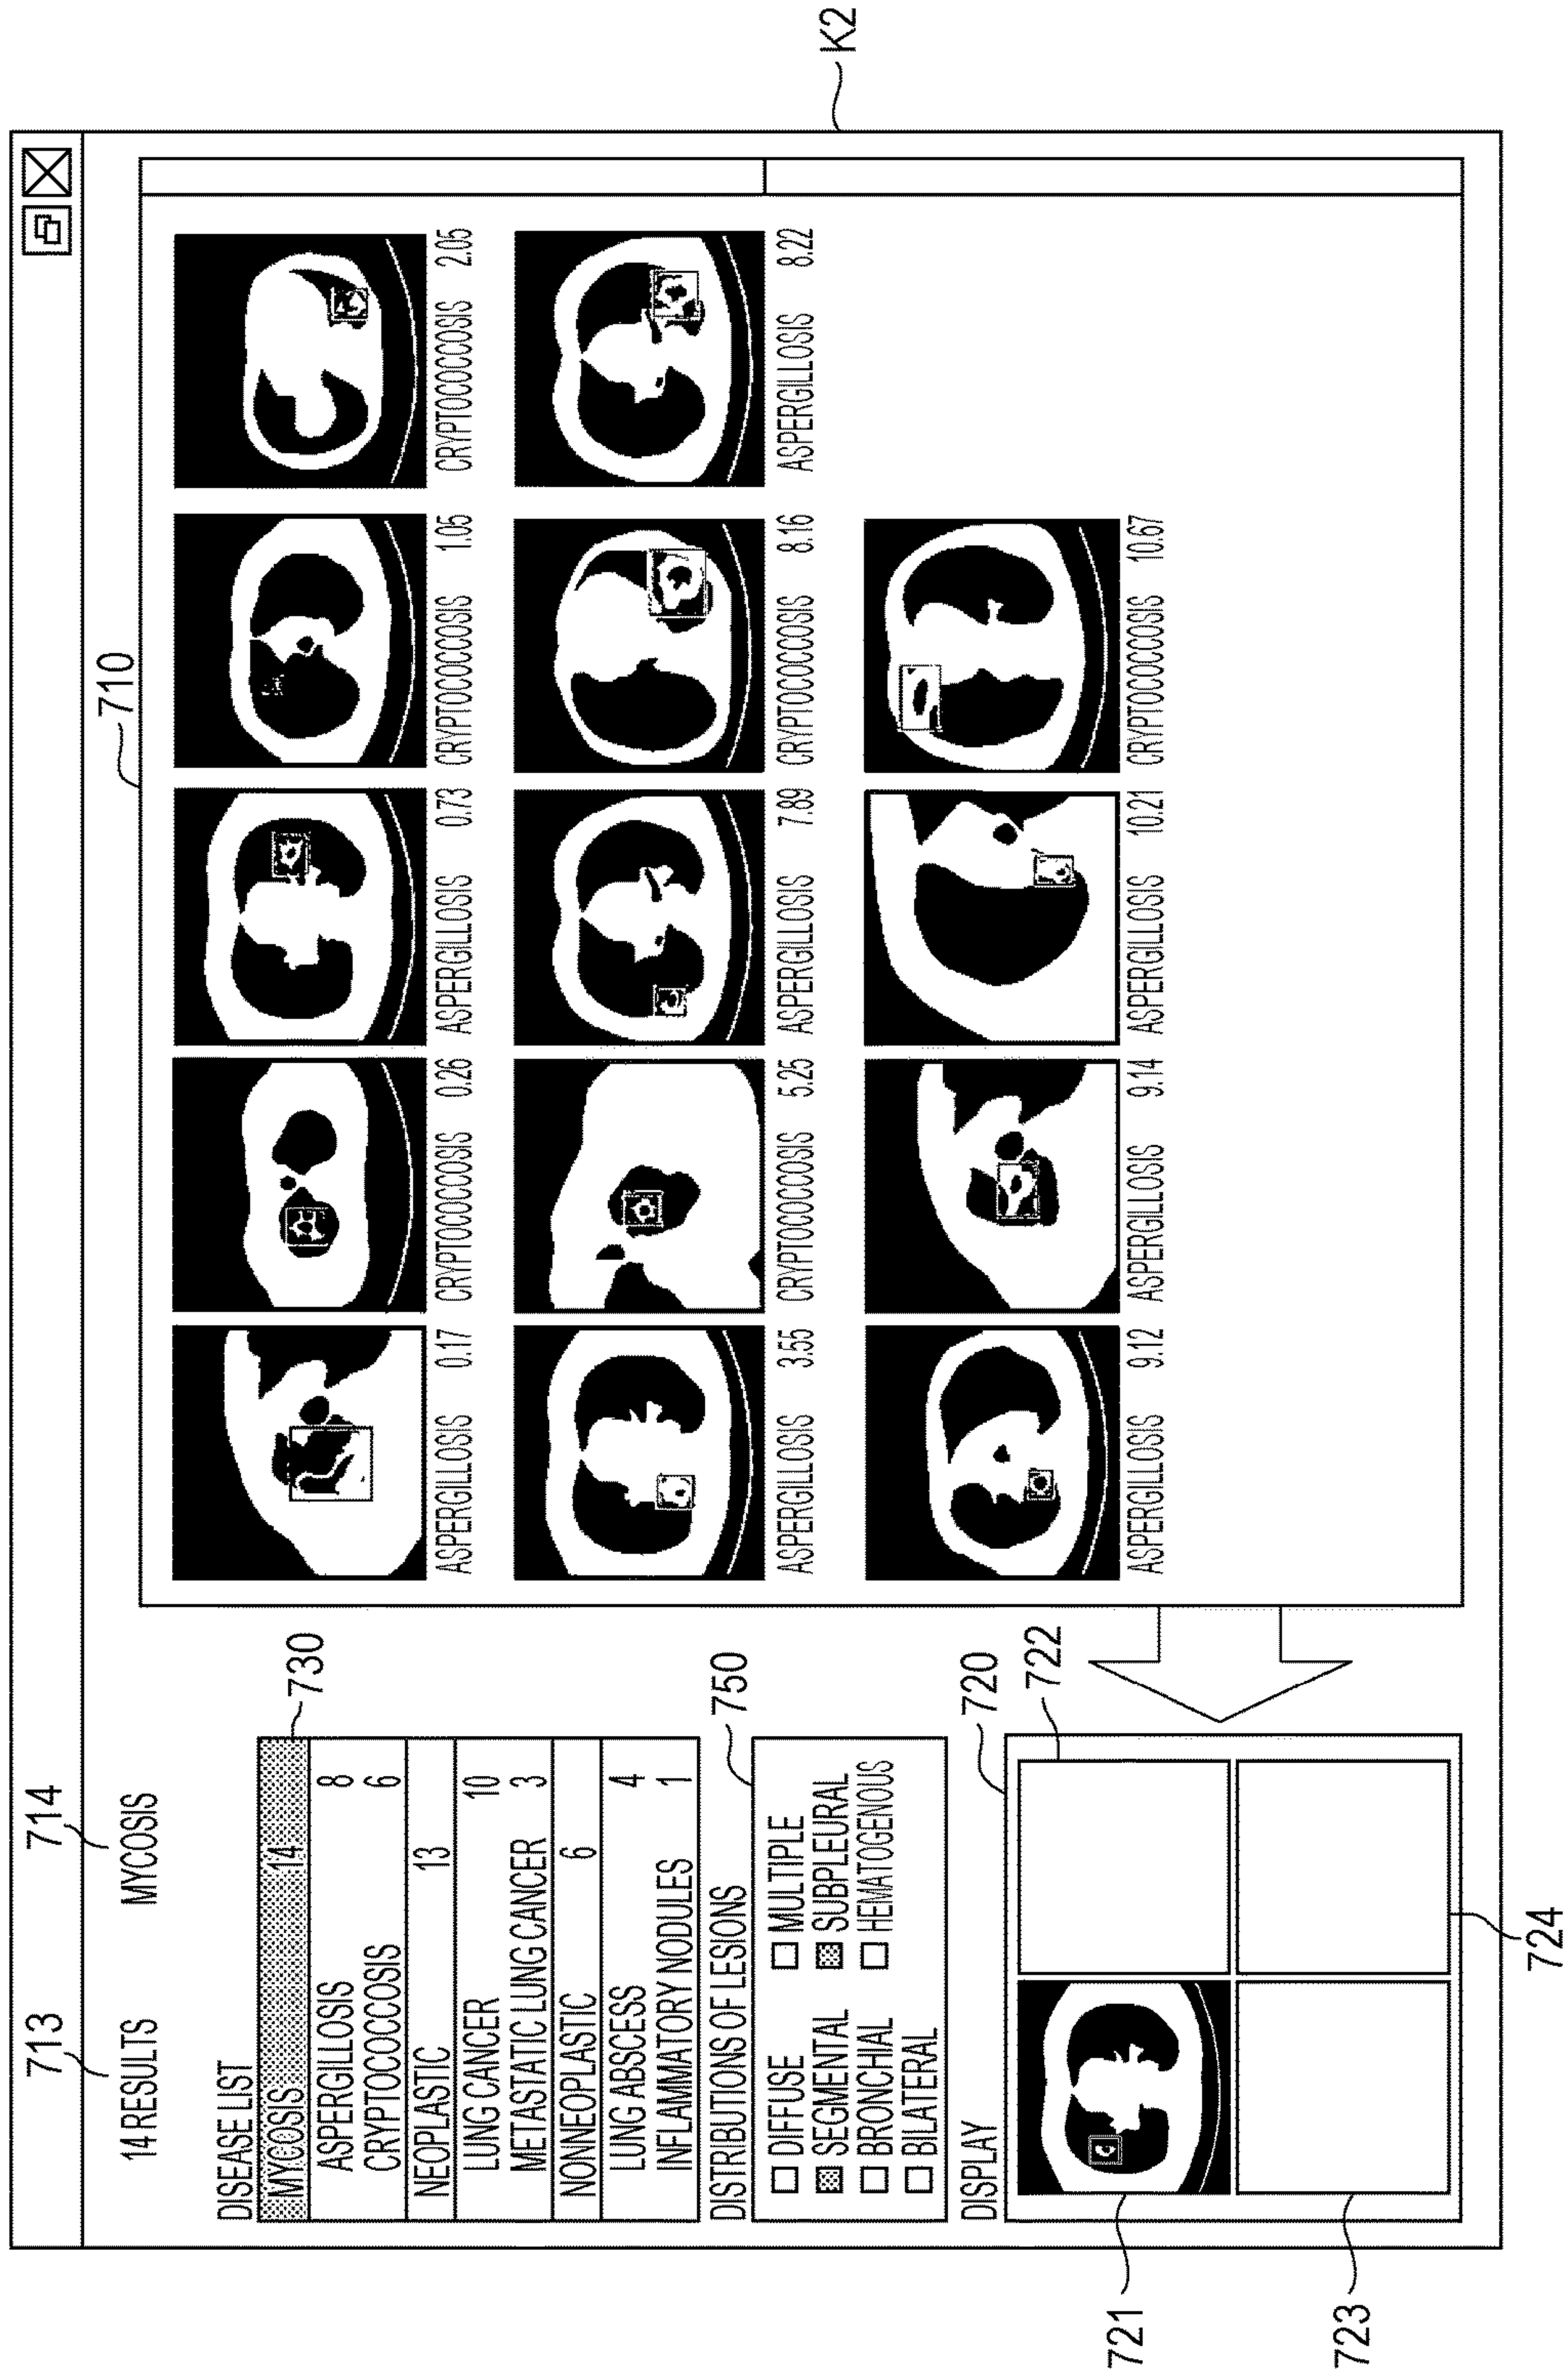 K2
713
714
14 RESULTS
MYCOSIS
710
DISEASE LIST
730
MYCOSIS 14
ASPERGILLOSIS 8
CRYPTOCOCCOSIS 6
NEOPLASTIC 13
LUNG CANCER 10
METASTATIC LUNG CANCER 3
NONNEOPLASTIC 6
LUNG ABSCESS 4
INFLAMMATORY NODULES 1
DISTRIBUTIONS OF LESIONS
750
DIFFUSE MULTIPLE
SEGMENTAL SUBPLEURAL
BRONCHIAL HEMATOGENOUS
BILATERAL
DISPLAY
720
722
721
723
724
ASPERGILLOSIS 0.17
CRYPTOCOCCOSIS 0.26
ASPERGILLOSIS 0.73
CRYPTOCOCCOSIS 1.05
CRYPTOCOCCOSIS 2.05
ASPERGILLOSIS 3.55
CRYPTOCOCCOSIS 5.25
ASPERGILLOSIS 7.89
CRYPTOCOCCOSIS 8.16
ASPERGILLOSIS 8.22
ASPERGILLOSIS 9.12
ASPERGILLOSIS 9.14
ASPERGILLOSIS 10.21
CRYPTOCOCCOSIS 10.67